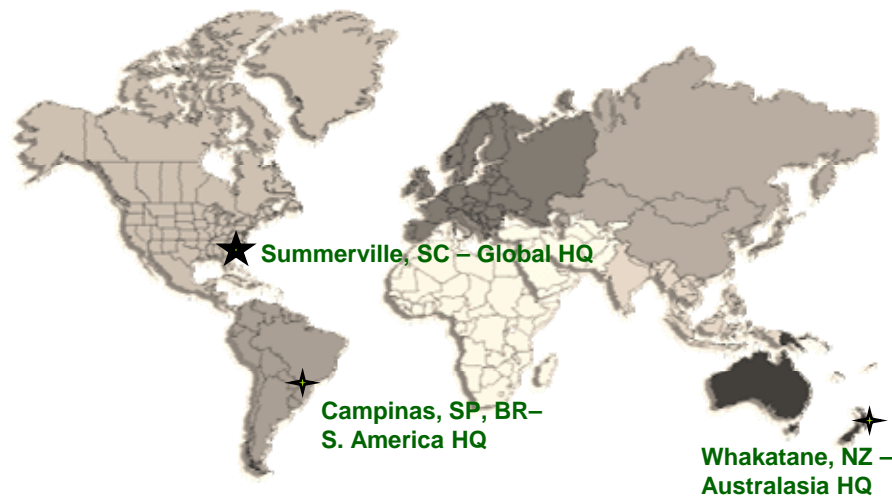 Summerville, SC – Global HQ
Campinas, SP, BR–
S. America HQ
Whakatane, NZ –
Australasia HQ